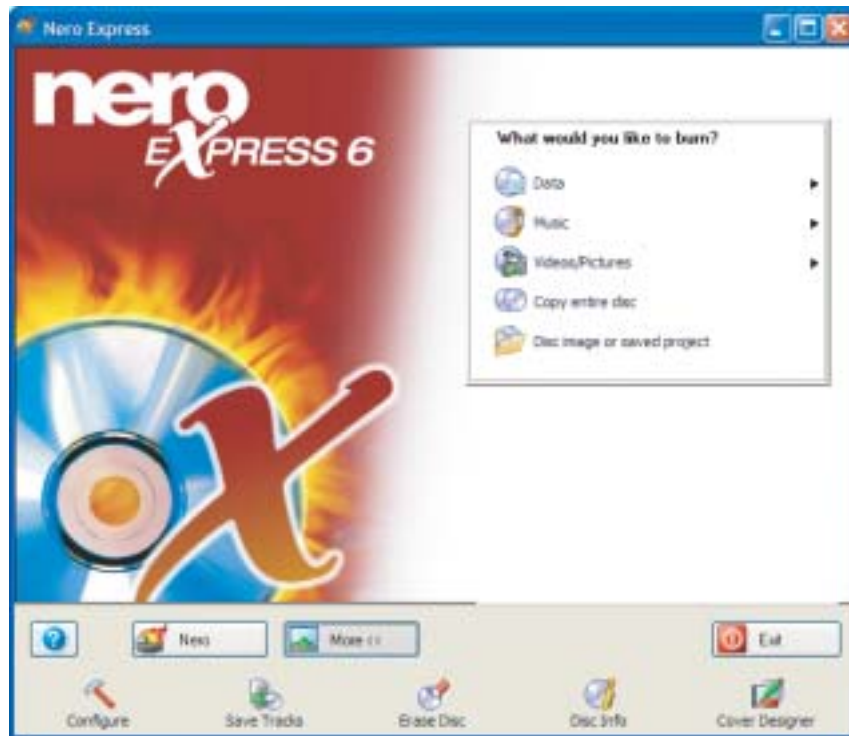 Nero Express
nero
EXPRESS 6
What would you like to burn?
Data
Music
Videos/Pictures
Copy entire disc
Disc image or saved project
?
Nero
More <<
Exit
Configure
Save Tracks
Erase Disc
Disc Info
Cover Designer